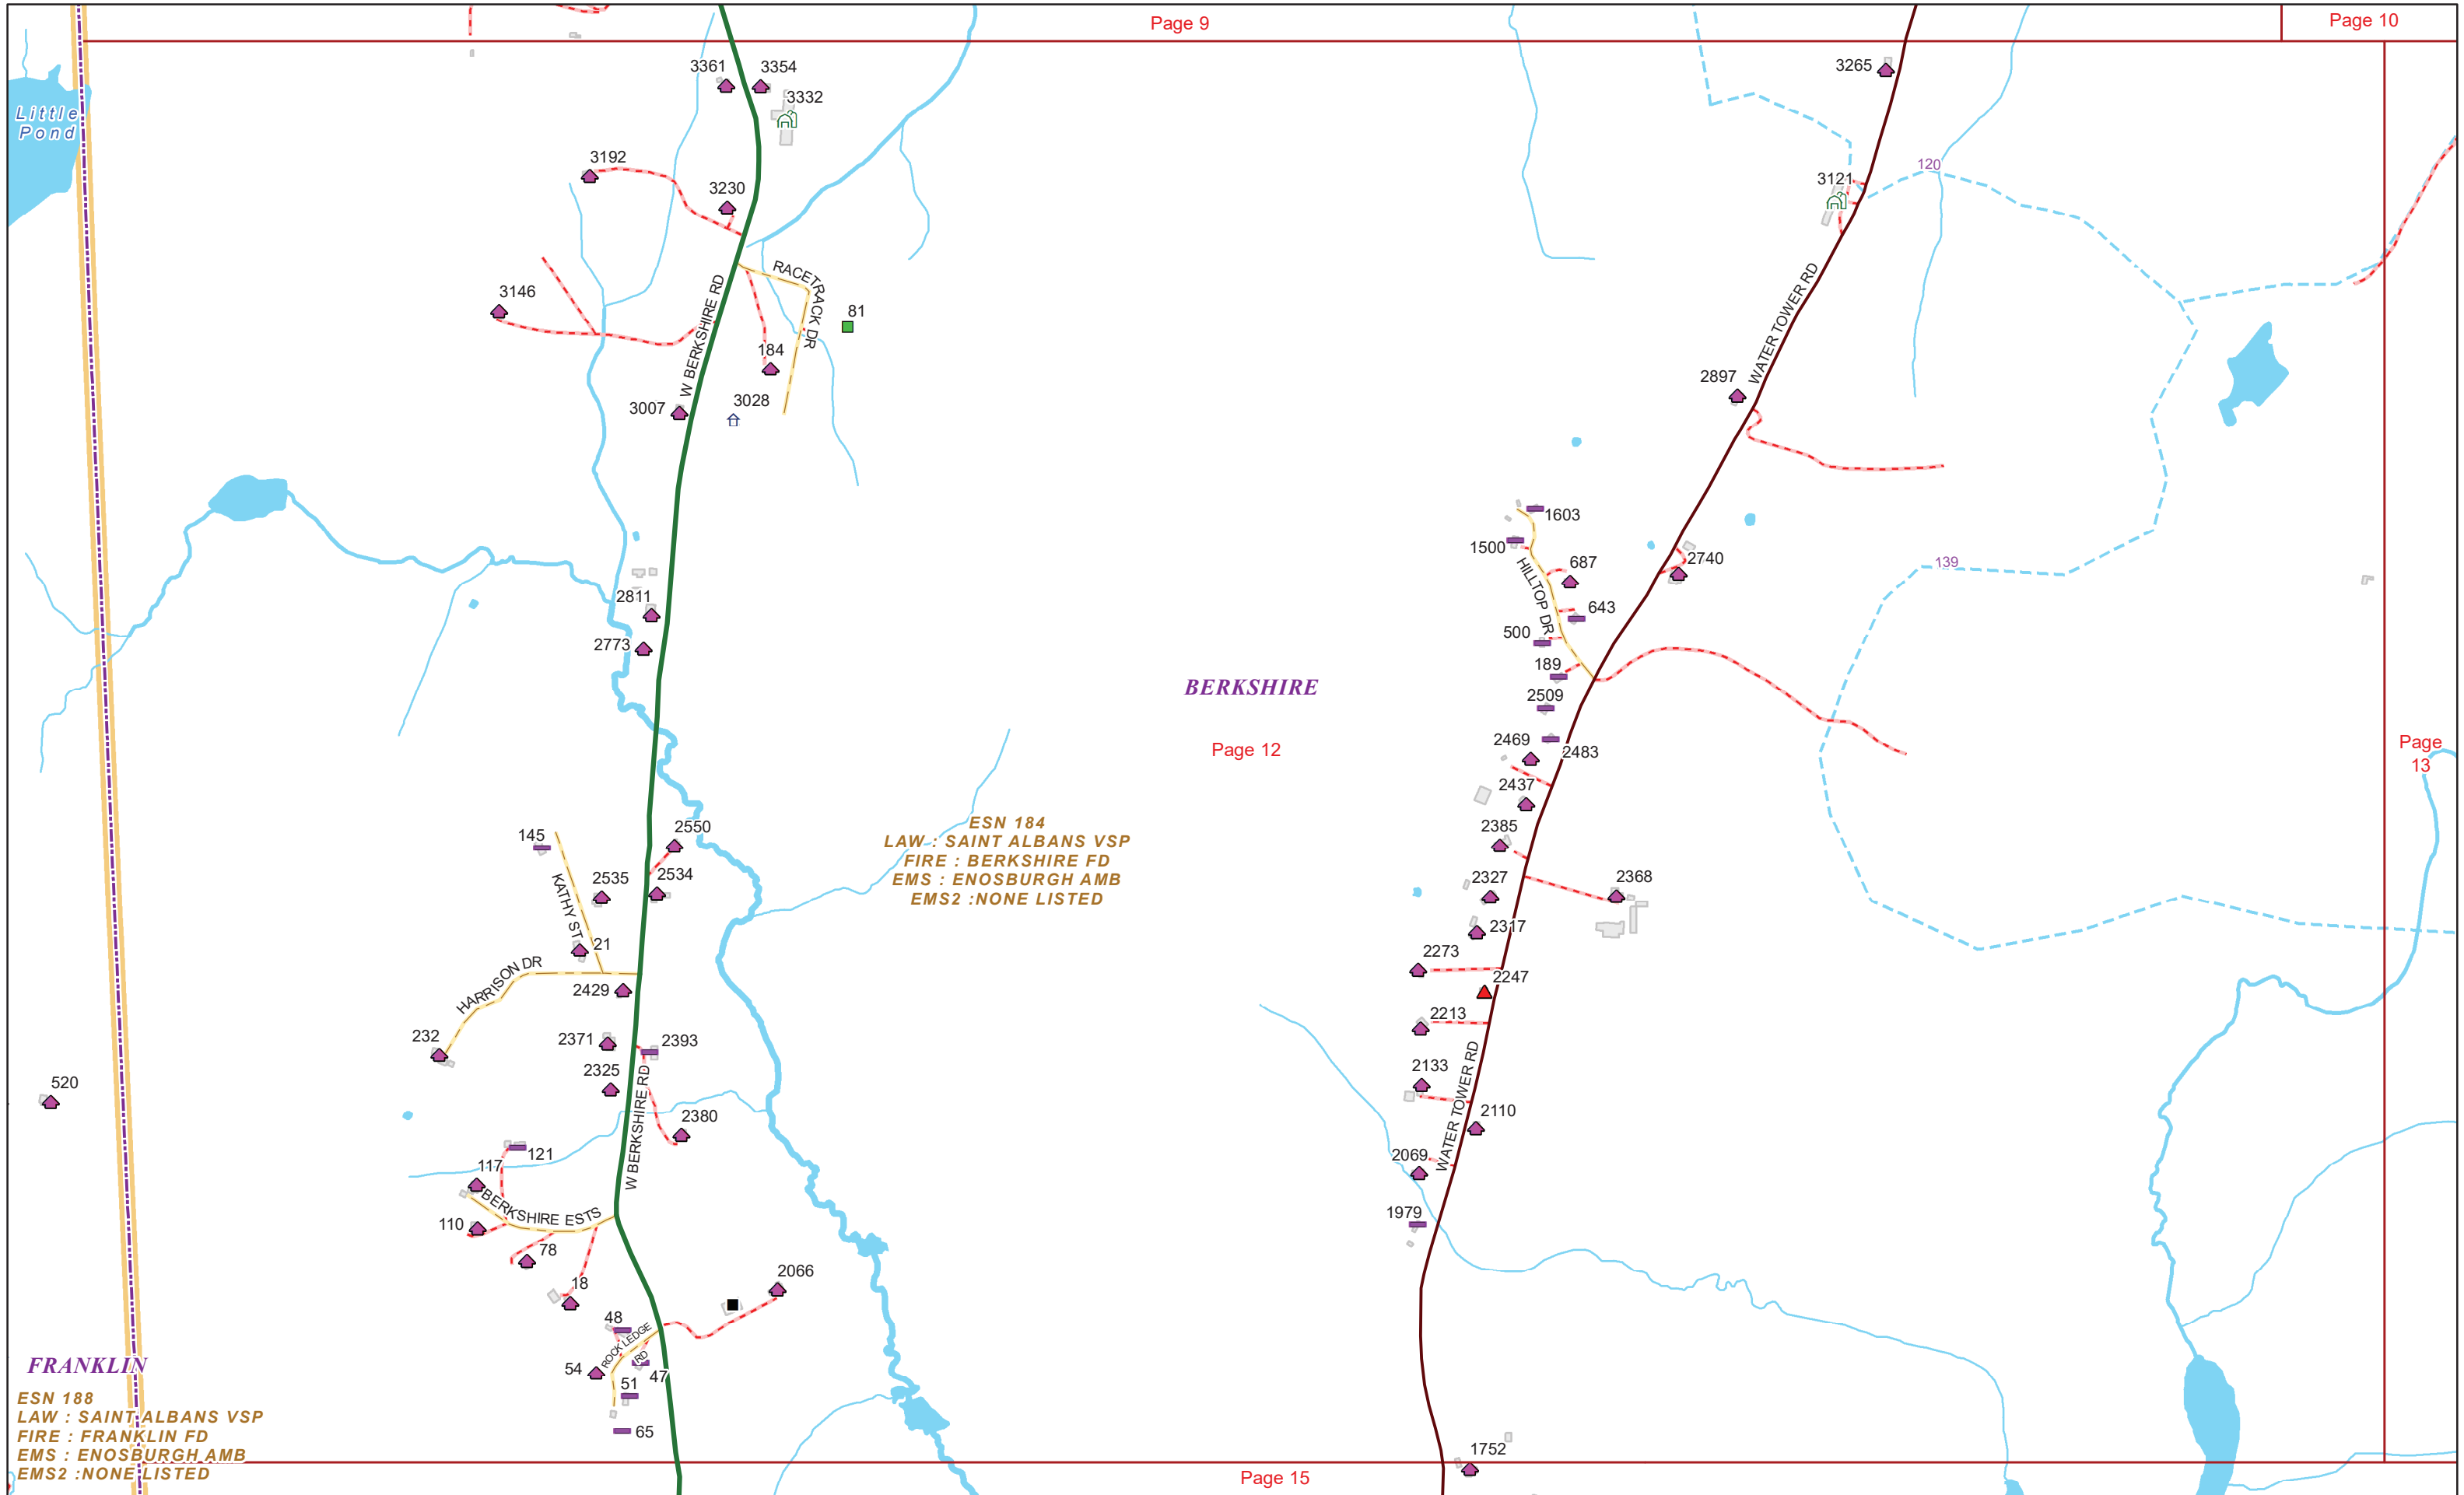 Page 9
Page 10
3361
3354
3265
3332
Little
Pond
3192
120
3121
3230
RACETRACK DR
W BERKSHIRE RD
WATER TOWER RD
3146
81
184
2897
3028
3007
1603
1500
687
2740
139
HILLTOP DR
2811
643
500
2773
189
BERKSHIRE
2509
2469
2483
Page 12
Page
13
2437
ESN 184
LAW : SAINT ALBANS VSP
FIRE : BERKSHIRE FD
EMS : ENOSBURGH AMB
EMS2 :NONE LISTED
145
2550
2385
KATHY ST
2535
2534
2327
2368
2317
21
2273
HARRISON DR
2247
2429
2213
232
2371
2393
2325
2133
WATER TOWER RD
W BERKSHIRE RD
520
2380
2110
121
117
2069
BERKSHIRE ESTS
110
1979
78
18
2066
48
ROCK LEDGE
RD
54
47
51
65
FRANKLIN
ESN 188
LAW : SAINT ALBANS VSP
FIRE : FRANKLIN FD
EMS : ENOSBURGH AMB
EMS2 :NONE LISTED
1752
Page 15